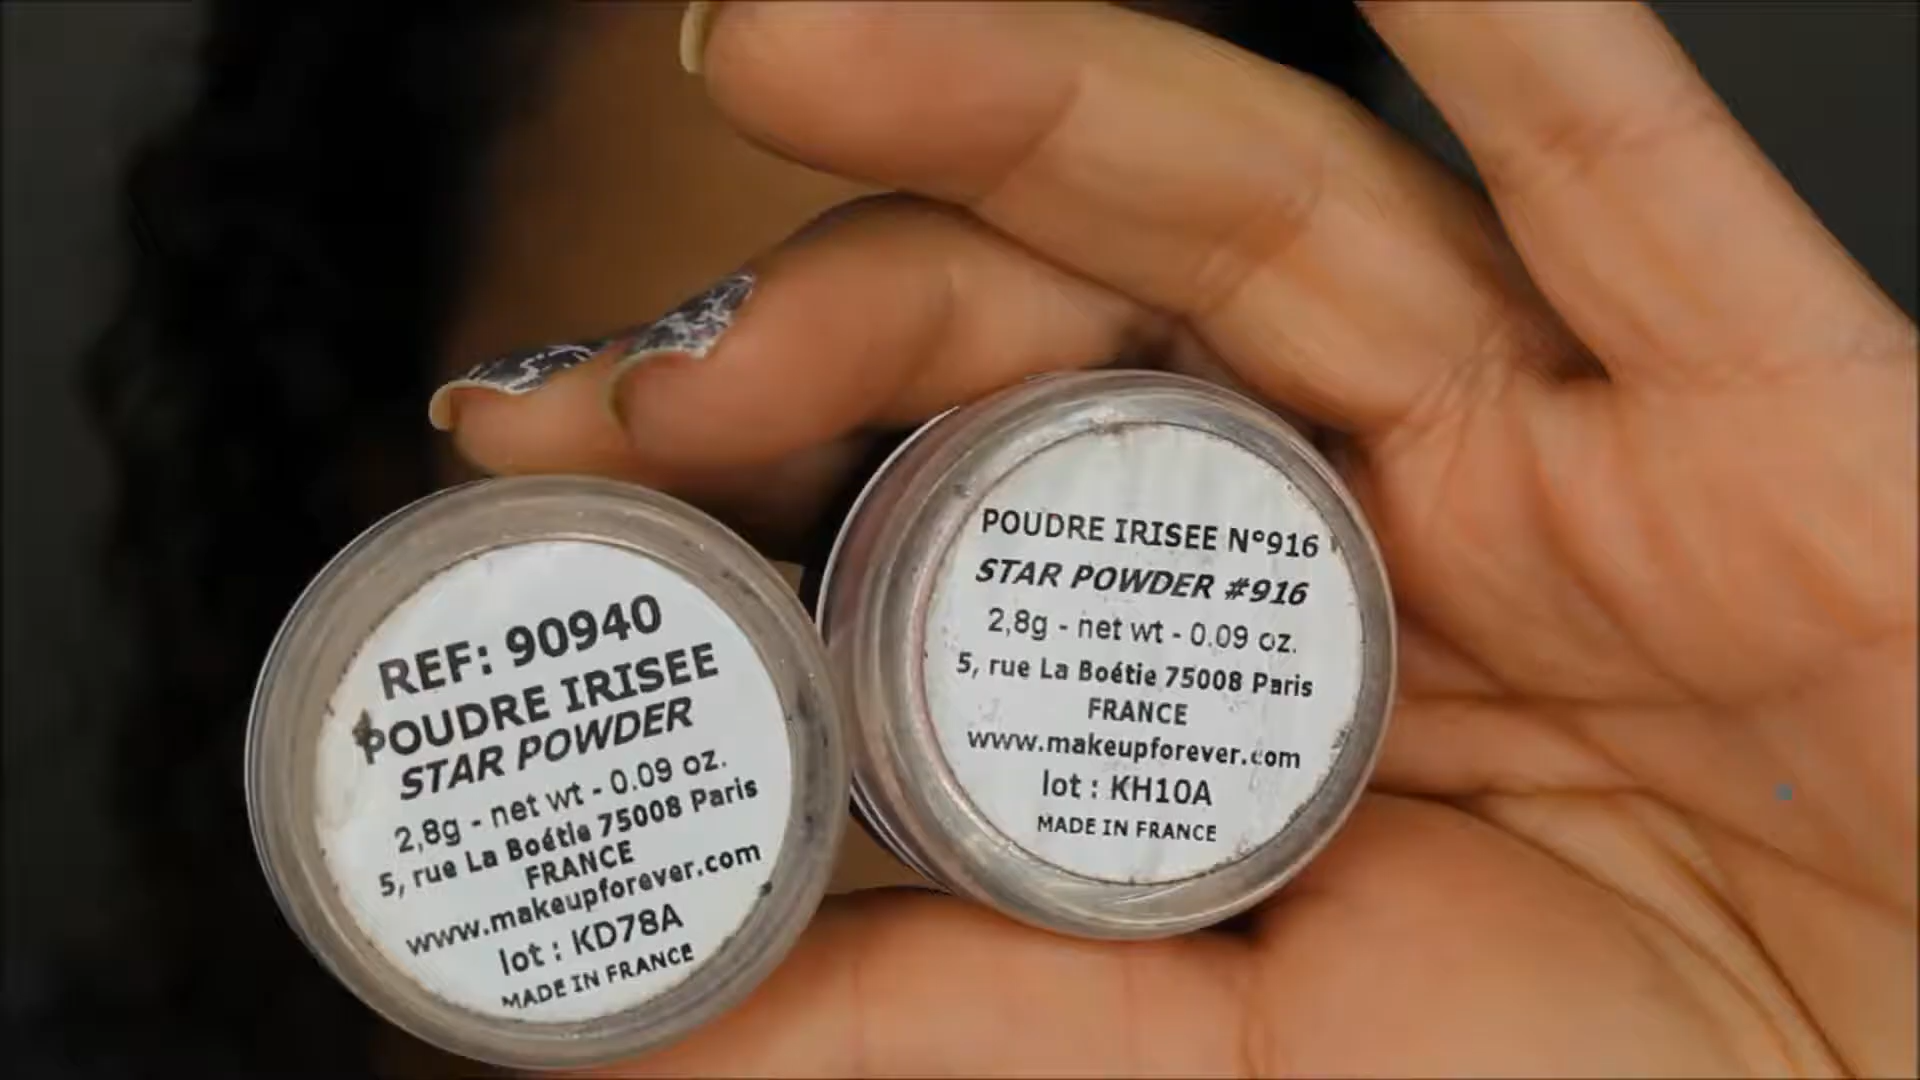 REF: 90940
POUDRE IRISEE
STAR POWDER
2,8g - net wt - 0.09 oz.
5, rue La Boétie 75008 Paris
FRANCE
www.makeupforever.com
lot : KD78A
MADE IN FRANCE
POUDRE IRISEE N°916
STAR POWDER #916
2,8g - net wt - 0.09 oz.
5, rue La Boétie 75008 Paris
FRANCE
www.makeupforever.com
lot : KH10A
MADE IN FRANCE